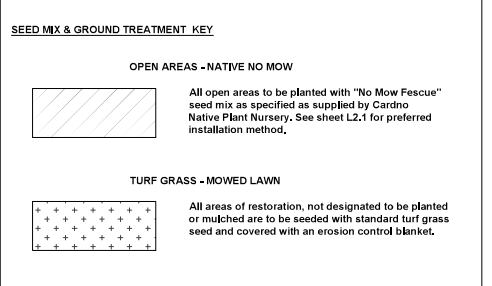 SEED MIX & GROUND TREATMENT KEY
OPEN AREAS - NATIVE NO MOW
All open areas to be planted with "No Mow Fescue"
seed mix as specified as supplied by Cardno
Native Plant Nursery. See sheet L2.1 for preferred
installation method.
TURF GRASS - MOWED LAWN
All areas of restoration, not designated to be planted
or mulched are to be seeded with standard turf grass
seed and covered with an erosion control blanket.